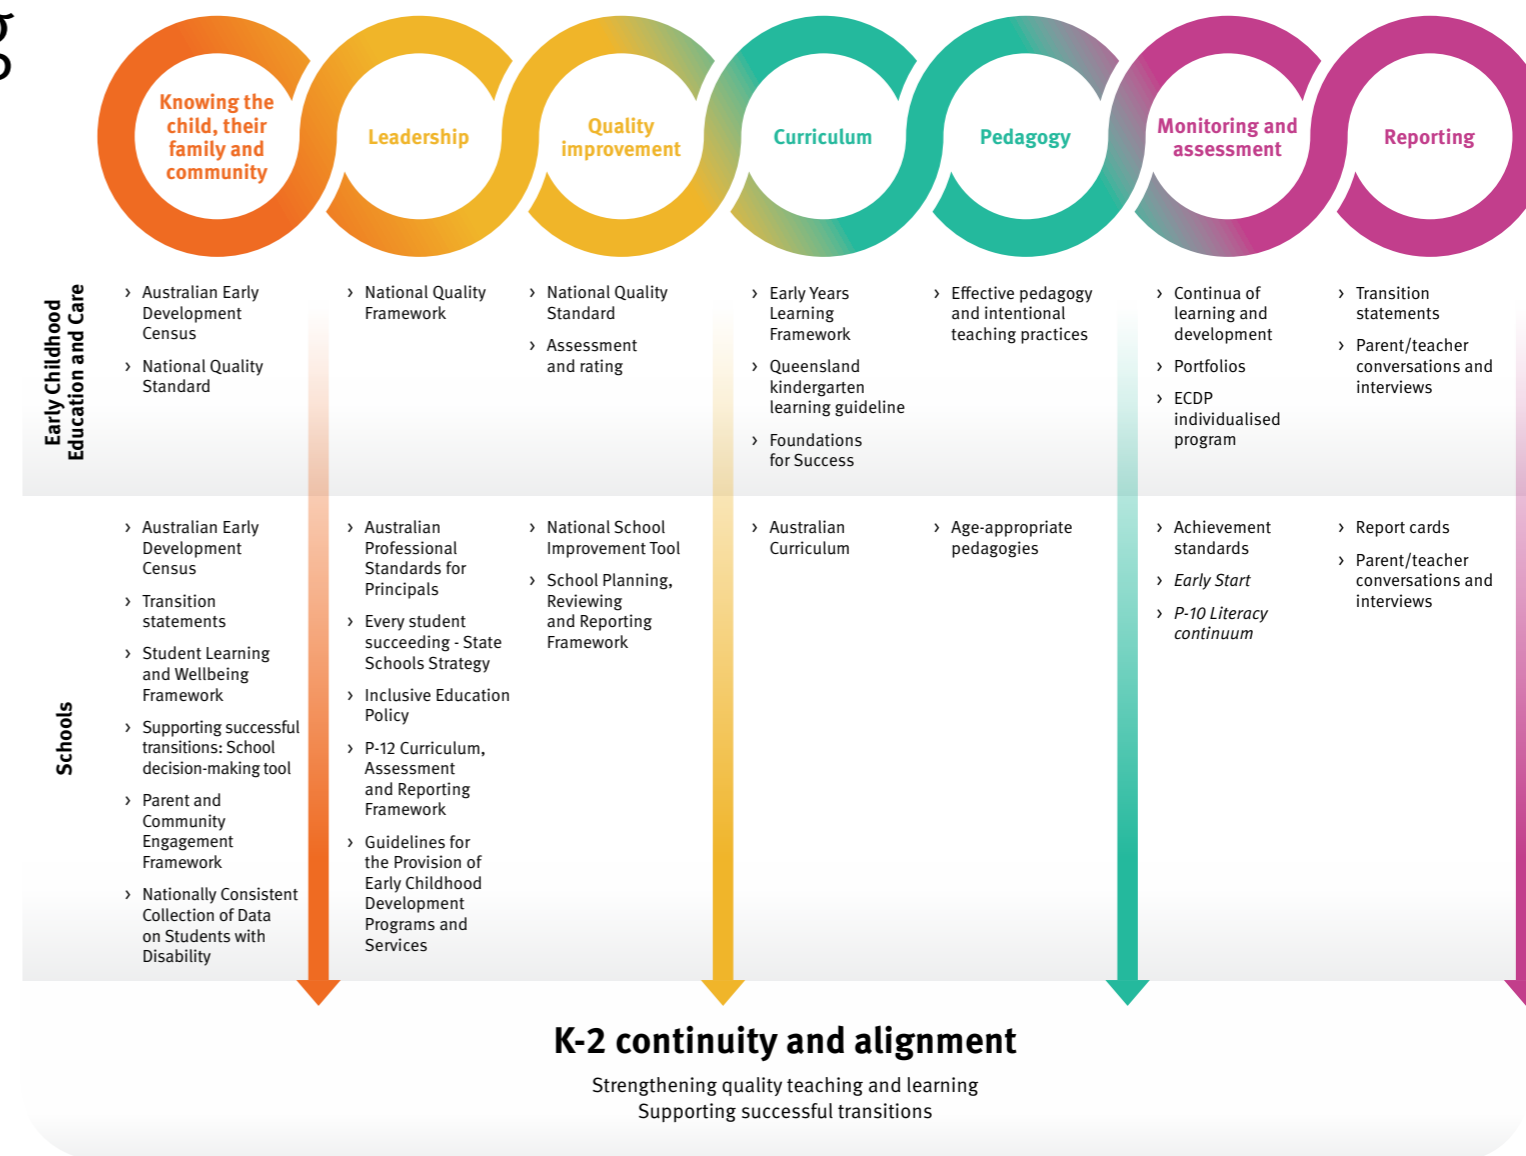 g
Knowing the
child, their
family and
community
Leadership
Quality
improvement
Curriculum
Pedagogy
Monitoring and
assessment
Reporting
Early Childhood
Education and Care
› Australian Early
Development
Census
› National Quality
Standard
› National Quality
Framework
› National Quality
Standard
› Assessment
and rating
› Early Years
Learning
Framework
› Queensland
kindergarten
learning guideline
› Foundations
for Success
› Effective pedagogy
and intentional
teaching practices
› Continua of
learning and
development
› Portfolios
› ECDP
individualised
program
› Transition
statements
› Parent/teacher
conversations and
interviews
Schools
› Australian Early
Development
Census
› Transition
statements
› Student Learning
and Wellbeing
Framework
› Supporting successful
transitions: School
decision-making tool
› Parent and
Community
Engagement
Framework
› Nationally Consistent
Collection of Data
on Students with
Disability
› Australian
Professional
Standards for
Principals
› Every student
succeeding - State
Schools Strategy
› Inclusive Education
Policy
› P-12 Curriculum,
Assessment
and Reporting
Framework
› Guidelines for
the Provision of
Early Childhood
Development
Programs and
Services
› National School
Improvement Tool
› School Planning,
Reviewing
and Reporting
Framework
› Australian
Curriculum
› Age-appropriate
pedagogies
› Achievement
standards
› Early Start
› P-10 Literacy
continuum
› Report cards
› Parent/teacher
conversations and
interviews
K-2 continuity and alignment
Strengthening quality teaching and learning
Supporting successful transitions